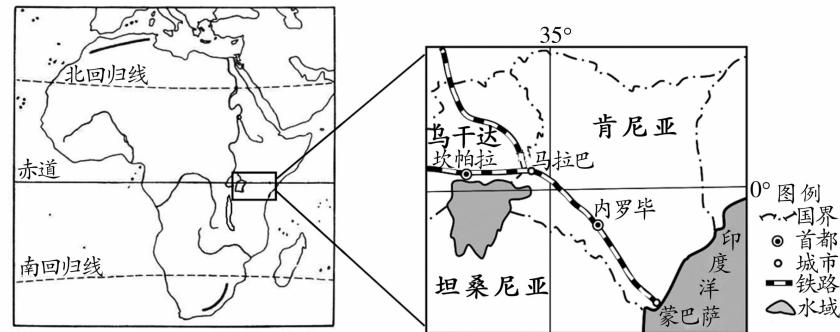 北回归线
赤道
南回归线
35°
乌干达
肯尼亚
坎帕拉
马拉巴
0°
内罗毕
坦桑尼亚
印度洋
蒙巴萨
图例
国界
首都
城市
铁路
水域